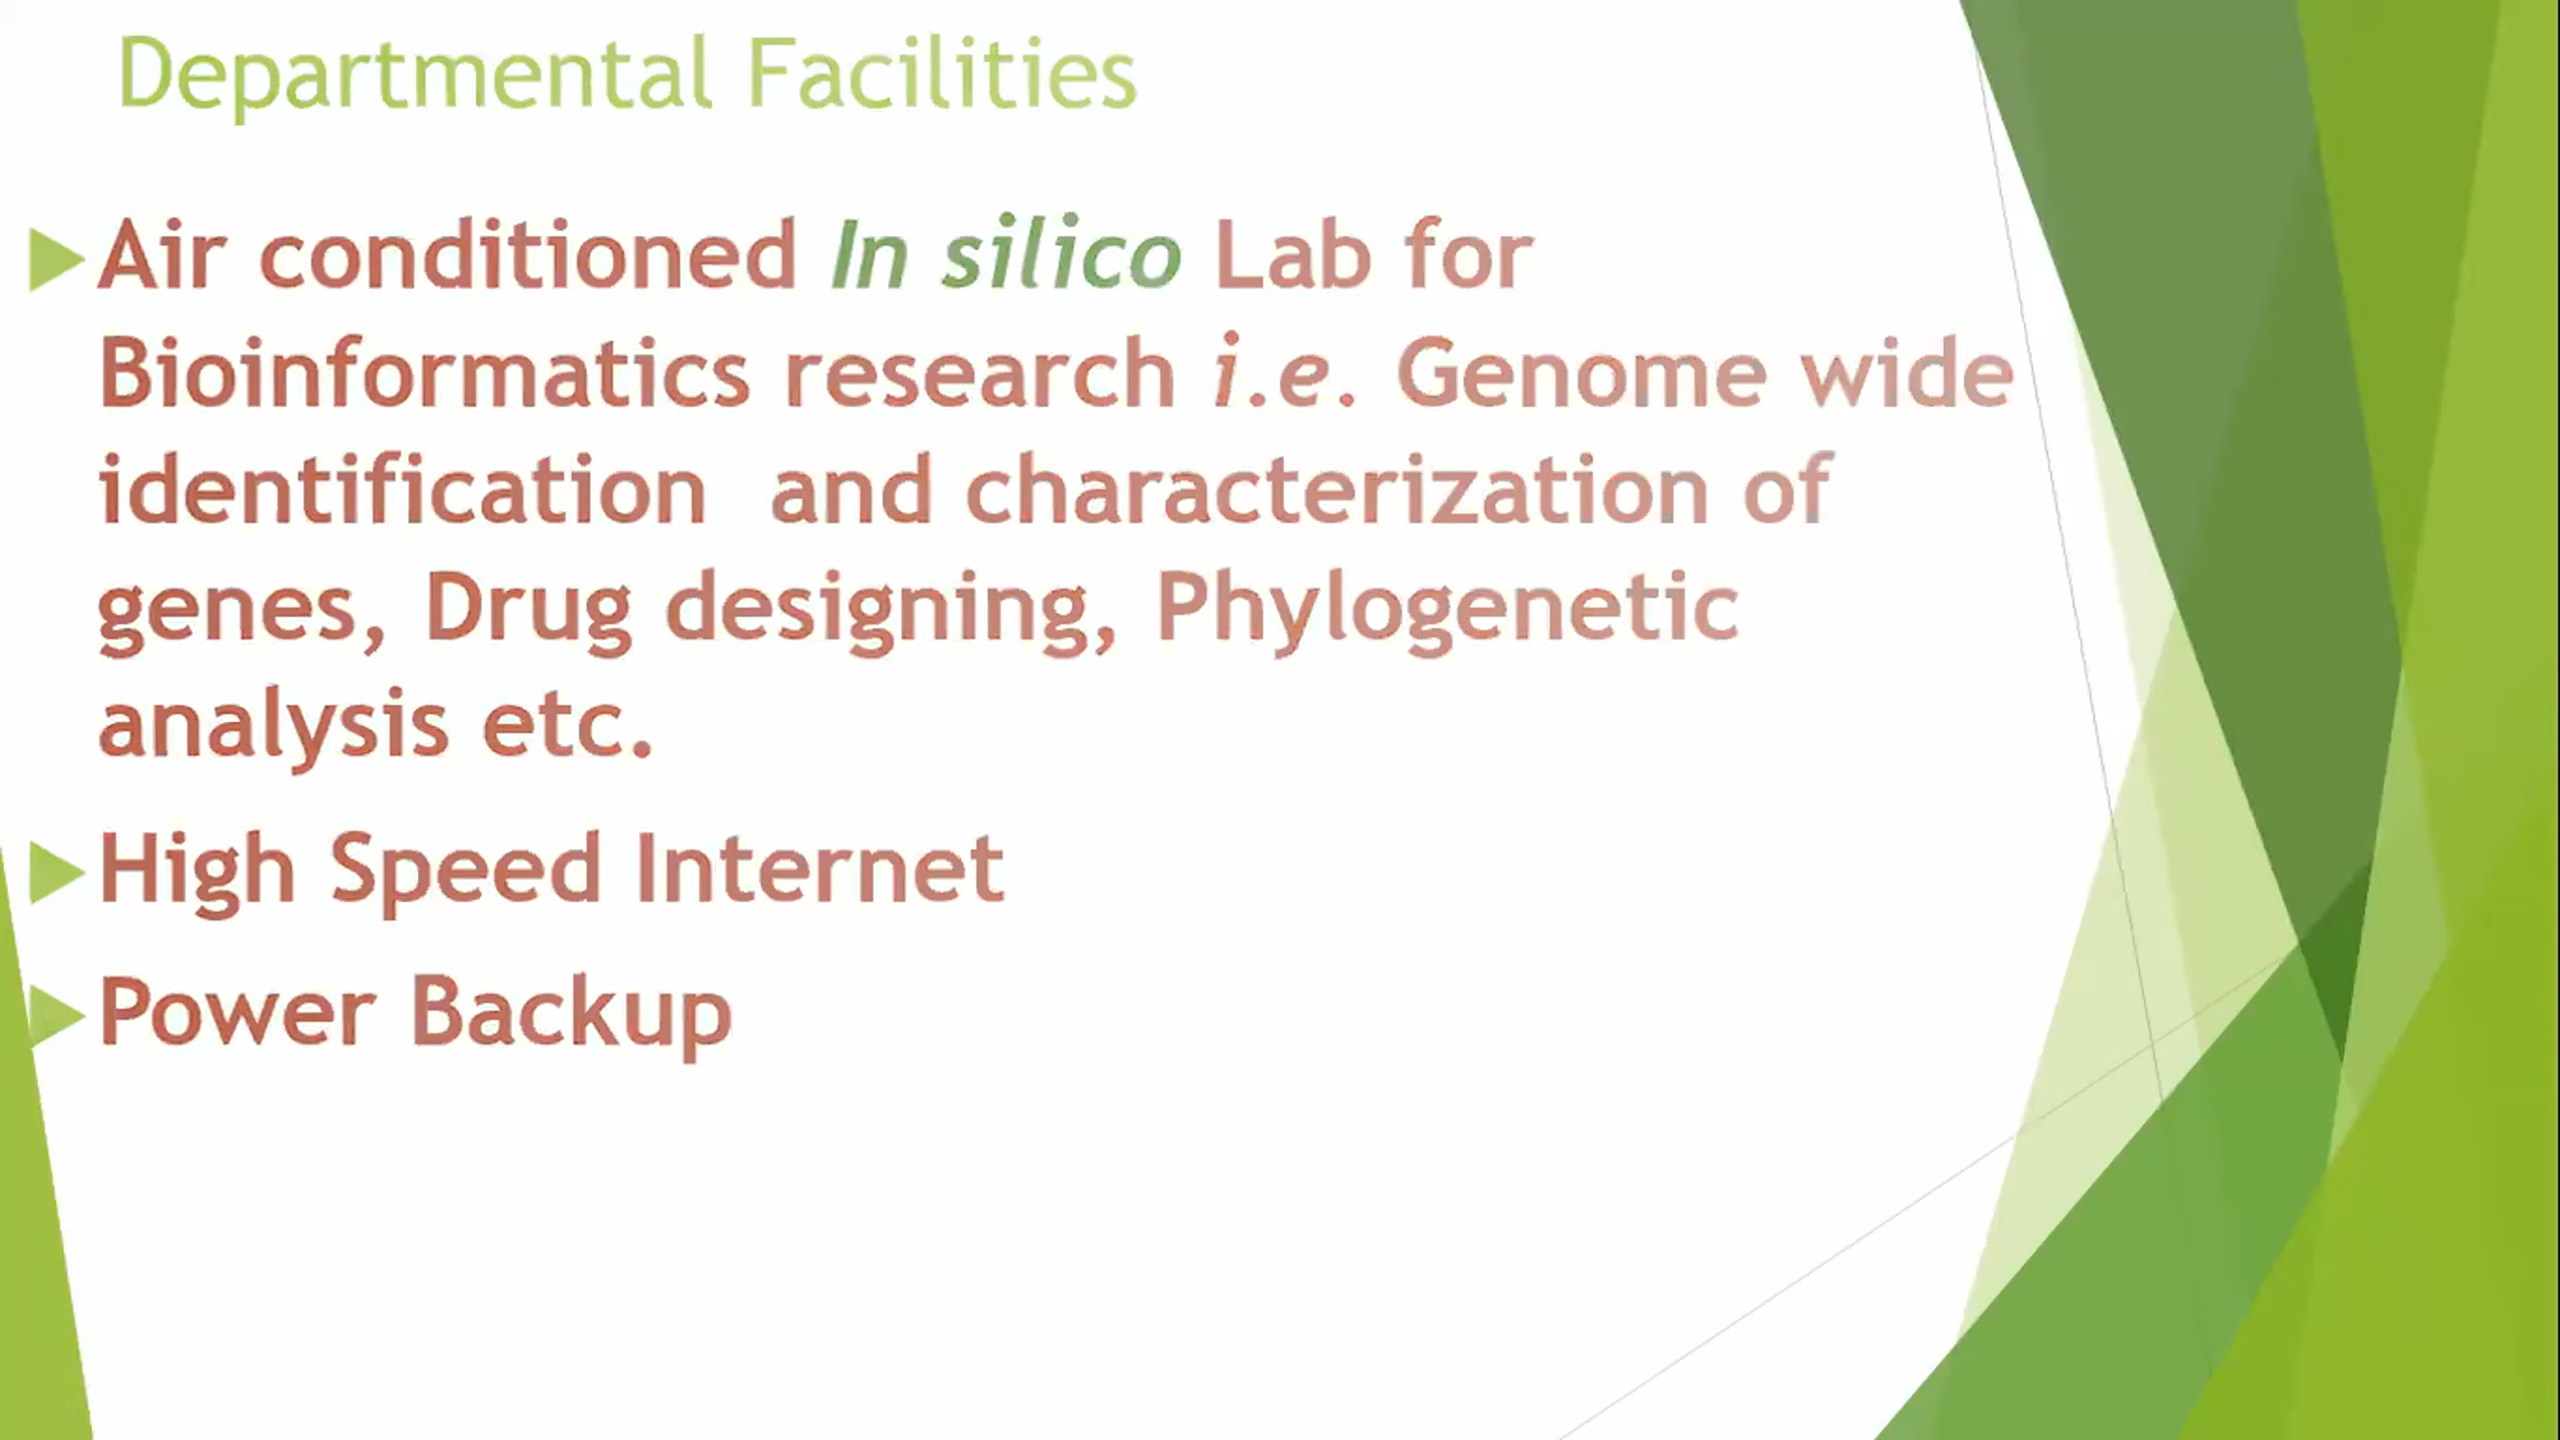 Departmental Facilities
Air conditioned In silico Lab for
Bioinformatics research i.e. Genome wide
identification  and characterization of
genes, Drug designing, Phylogenetic
analysis etc.
High Speed Internet
Power Backup